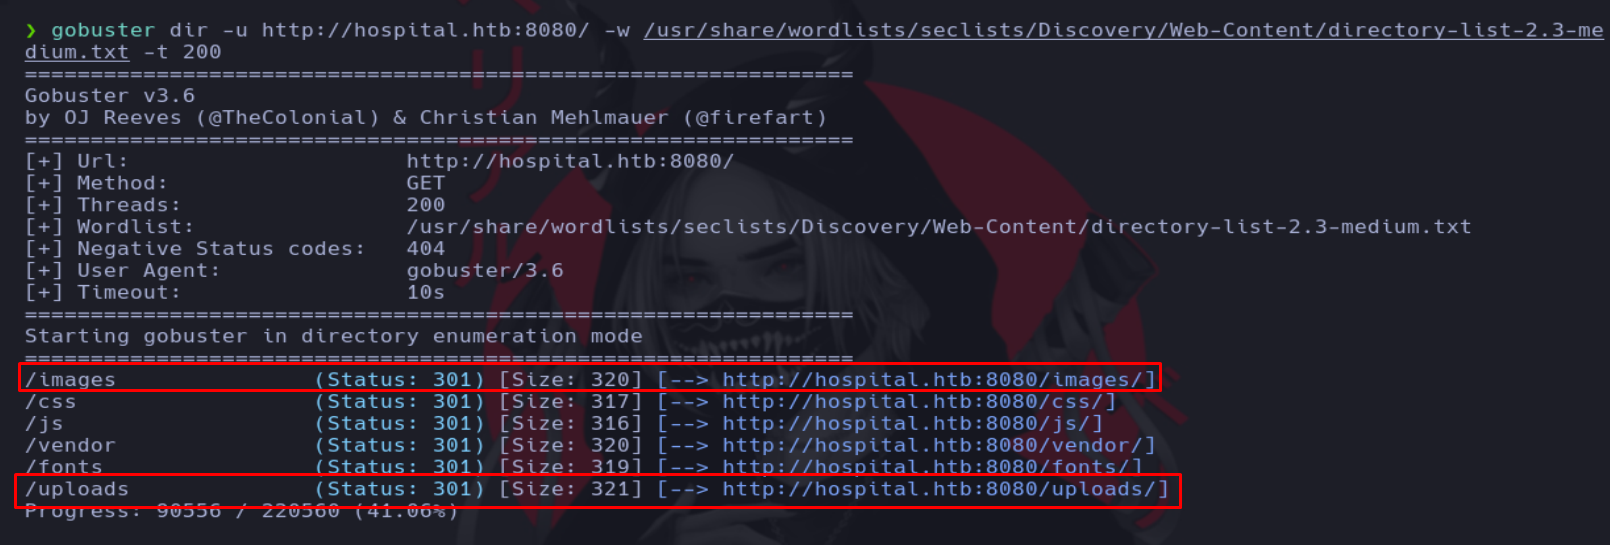 ❯ gobuster dir -u http://hospital.htb:8080/ -w /usr/share/wordlists/seclists/Discovery/Web-Content/directory-list-2.3-me
dium.txt -t 200
===============================================================
Gobuster v3.6
by OJ Reeves (@TheColonial) & Christian Mehlmauer (@firefart)
===============================================================
[+] Url:                     http://hospital.htb:8080/
[+] Method:                  GET
[+] Threads:                 200
[+] Wordlist:                /usr/share/wordlists/seclists/Discovery/Web-Content/directory-list-2.3-medium.txt
[+] Negative Status codes:   404
[+] User Agent:              gobuster/3.6
[+] Timeout:                 10s
===============================================================
Starting gobuster in directory enumeration mode
===============================================================
/images               (Status: 301) [Size: 320] [--> http://hospital.htb:8080/images/]
/css                  (Status: 301) [Size: 317] [--> http://hospital.htb:8080/css/]
/js                   (Status: 301) [Size: 316] [--> http://hospital.htb:8080/js/]
/vendor               (Status: 301) [Size: 320] [--> http://hospital.htb:8080/vendor/]
/fonts                (Status: 301) [Size: 319] [--> http://hospital.htb:8080/fonts/]
/uploads              (Status: 301) [Size: 321] [--> http://hospital.htb:8080/uploads/]
Progress: 90556 / 220560 (41.06%)